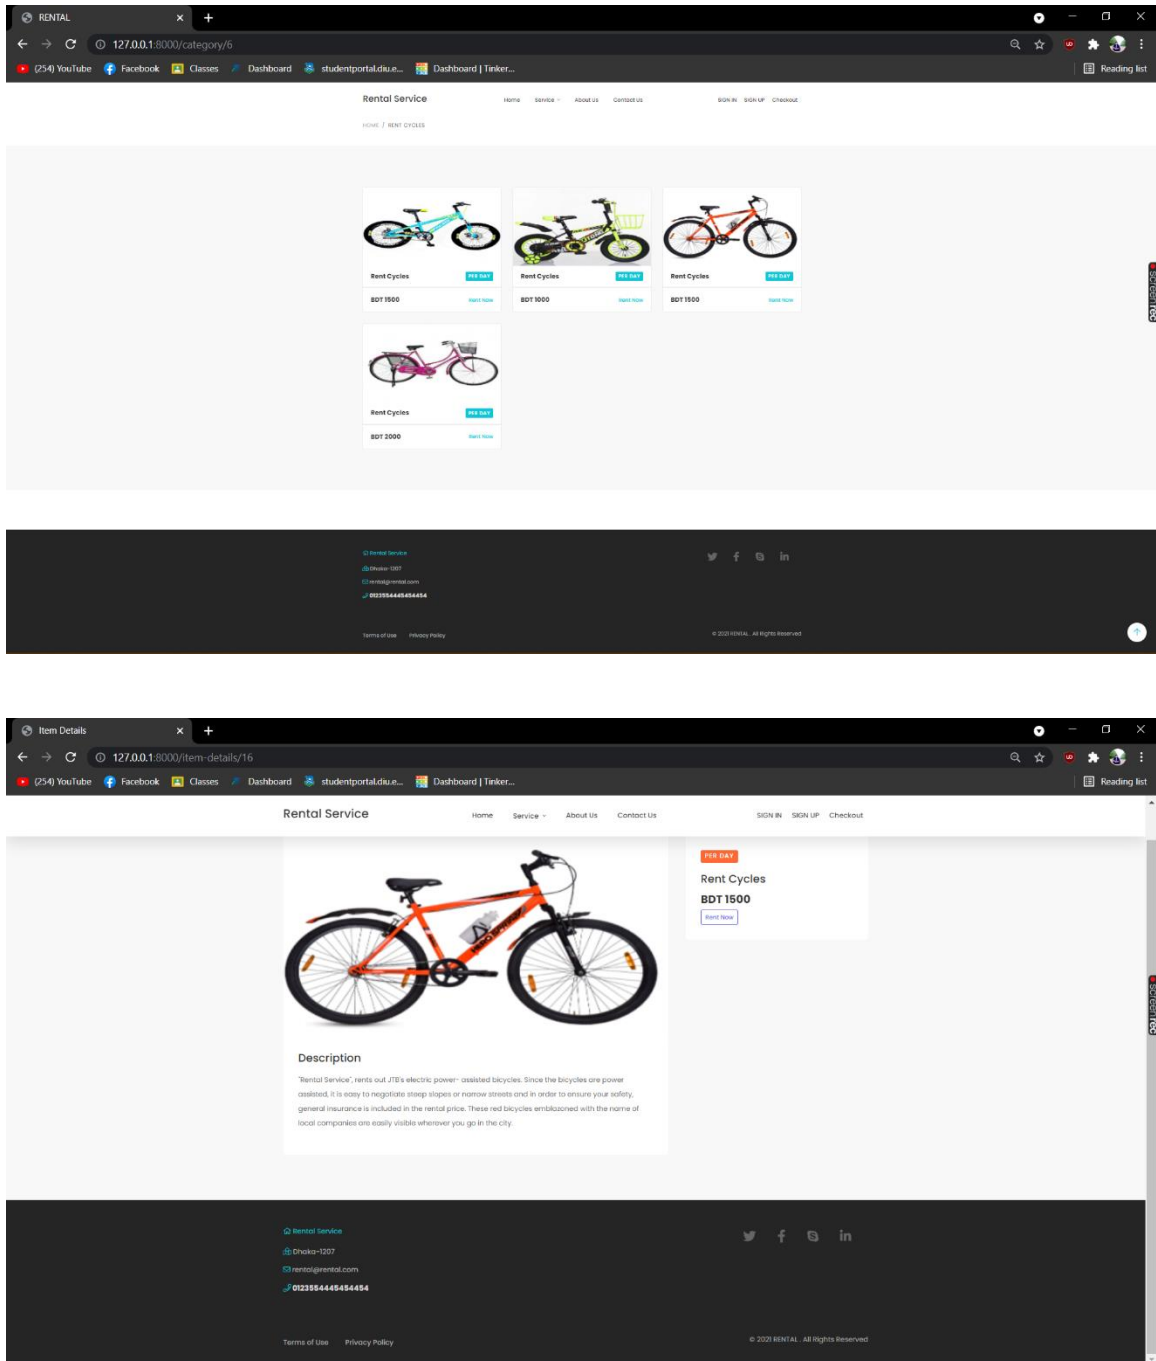 RENTAL
127.0.0.1:8000/category/6
(254) YouTube Facebook Classes Dashboard studentportal.diu.e... Dashboard | Tinker... Reading list
Rental Service Home Service About Us Contact Us SIGN IN SIGN UP Checkout
HOME / RENT CYCLES
Rent Cycles PER DAY Rent Cycles PER DAY Rent Cycles PER DAY
BDT 1500 Rent Now BDT 1000 Rent Now BDT 1500 Rent Now
Rent Cycles PER DAY
BDT 2000 Rent Now
screenrec
Rental Service
Dhaka-1207
rental@rental.com
0123554445454454
Terms of Use Privacy Policy © 2021 RENTAL . All Rights Reserved
Item Details
127.0.0.1:8000/item-details/16
(254) YouTube Facebook Classes Dashboard studentportal.diu.e... Dashboard | Tinker... Reading list
Rental Service Home Service About Us Contact Us SIGN IN SIGN UP Checkout
PER DAY
Rent Cycles
BDT 1500
Rent Now
screenrec
Description
"Rental Service", rents out JTB's electric power- assisted bicycles. Since the bicycles are power
assisted, it is easy to negotiate steep slopes or narrow streets and in order to ensure your safety,
general insurance is included in the rental price. These red bicycles emblazoned with the name of
local companies are easily visible wherever you go in the city.
Rental Service
Dhaka-1207
rental@rental.com
0123554445454454
Terms of Use Privacy Policy © 2021 RENTAL . All Rights Reserved